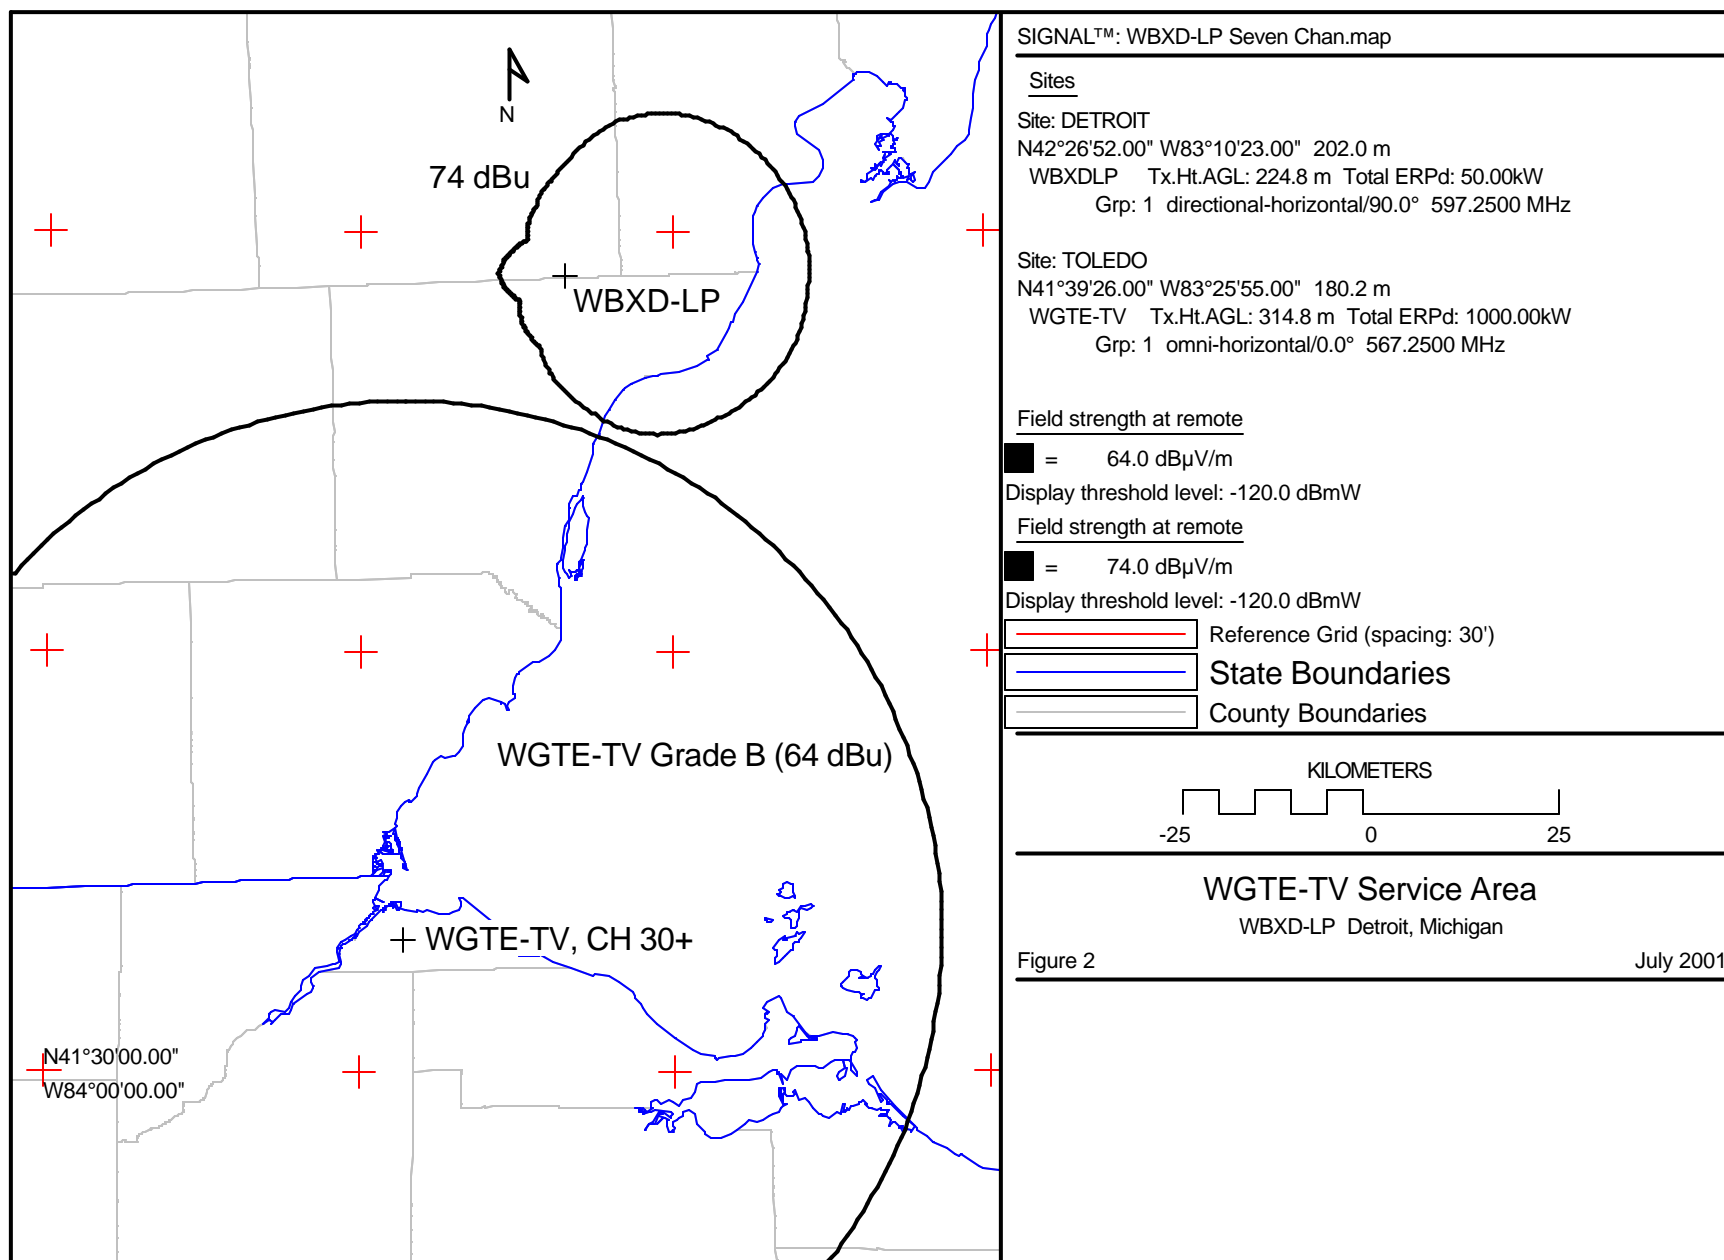 N
74 dBu
WBXD-LP
WGTE-TV Grade B (64 dBu)
WGTE-TV, CH 30+
N41°30'00.00"
W84°00'00.00"
SIGNAL™: WBXD-LP Seven Chan.map
Sites
Site: DETROIT
N42°26'52.00" W83°10'23.00" 202.0 m
WBXDLP Tx.Ht.AGL: 224.8 m Total ERPd: 50.00kW
Grp: 1 directional-horizontal/90.0° 597.2500 MHz
Site: TOLEDO
N41°39'26.00" W83°25'55.00" 180.2 m
WGTE-TV Tx.Ht.AGL: 314.8 m Total ERPd: 1000.00kW
Grp: 1 omni-horizontal/0.0° 567.2500 MHz
Field strength at remote
= 64.0 dBµV/m
Display threshold level: -120.0 dBmW
Field strength at remote
= 74.0 dBµV/m
Display threshold level: -120.0 dBmW
Reference Grid (spacing: 30')
State Boundaries
County Boundaries
KILOMETERS
-25 0 25
WGTE-TV Service Area
WBXD-LP Detroit, Michigan
Figure 2 July 2001